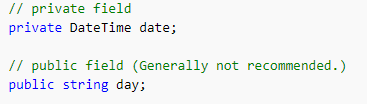 // private field
private DateTime date;
// public field (Generally not recommended.)
public string day;